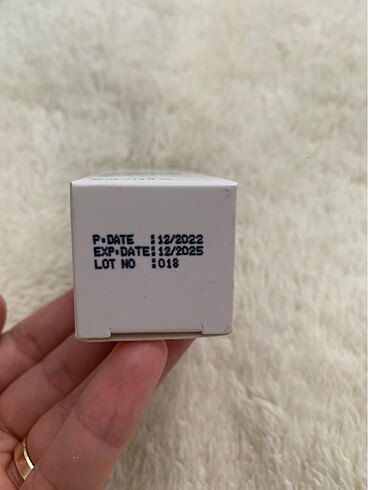 P.DATE :12/2022
EXP.DATE:12/2025
LOT NO :018